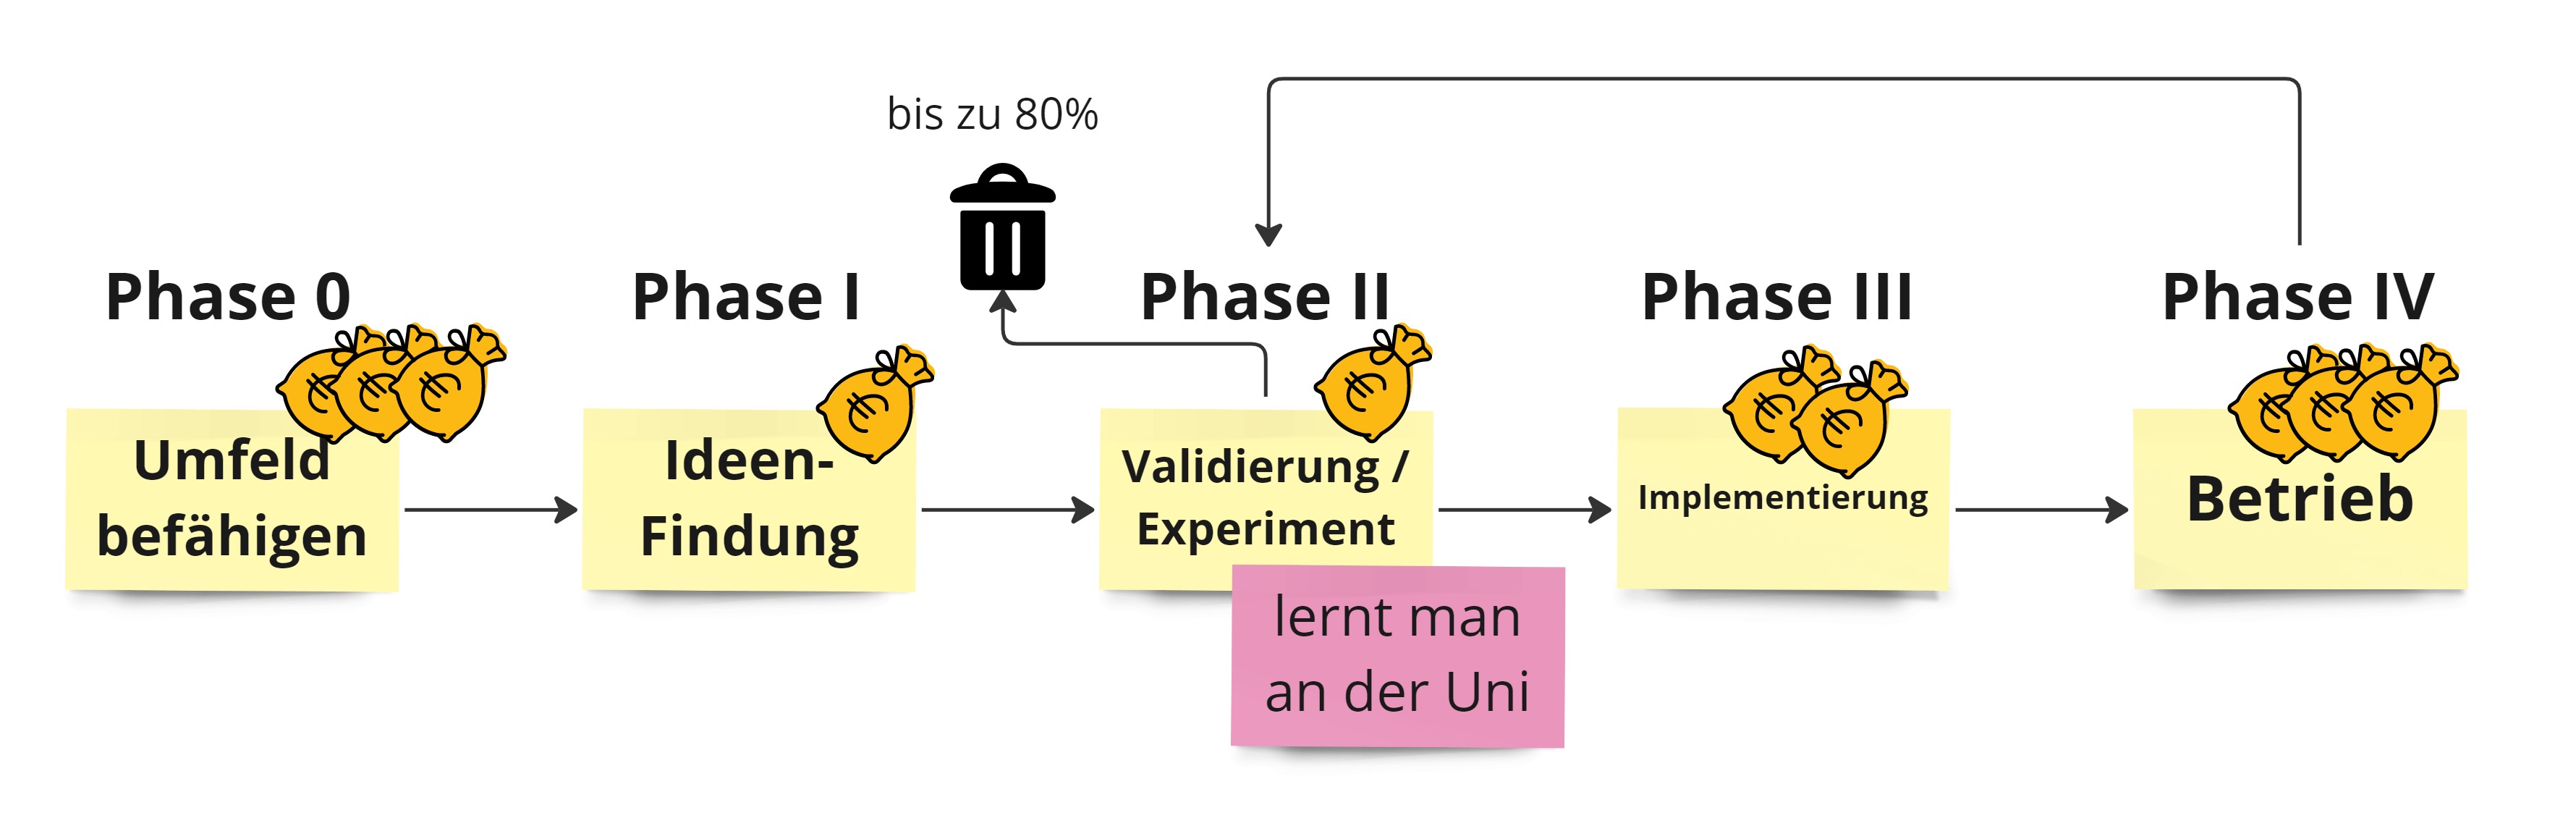 bis zu 80%
Phase 0
Phase I
Phase II
Phase III
Phase IV
Umfeld
befähigen
Ideen-
Findung
Validierung /
Experiment
Implementierung
Betrieb
lernt man
an der Uni